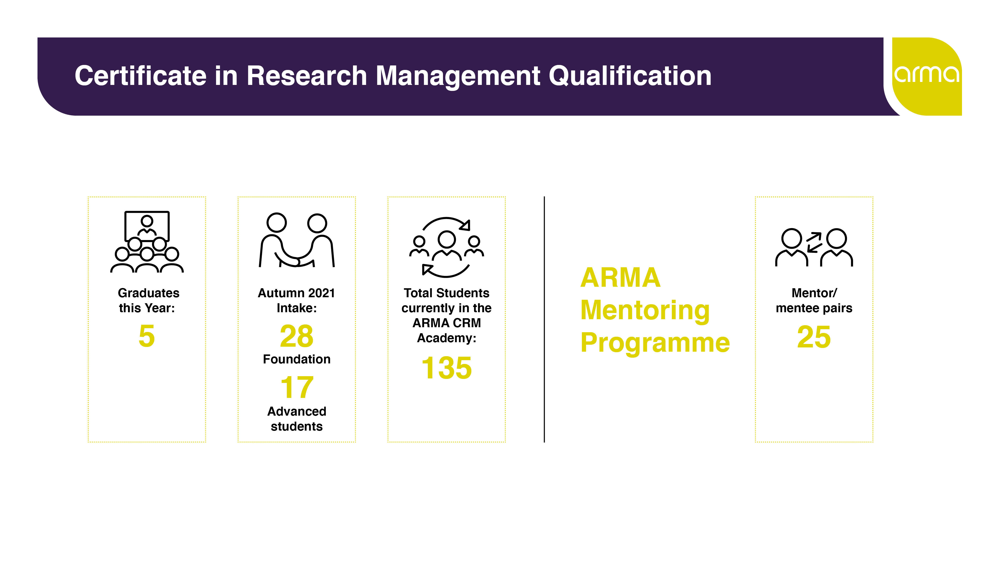 Certificate in Research Management Qualification
arma
Graduates
this Year:
5
Autumn 2021
Intake:
28
Foundation
17
Advanced
students
Total Students
currently in the
ARMA CRM
Academy:
135
ARMA
Mentoring
Programme
Mentor/
mentee pairs
25